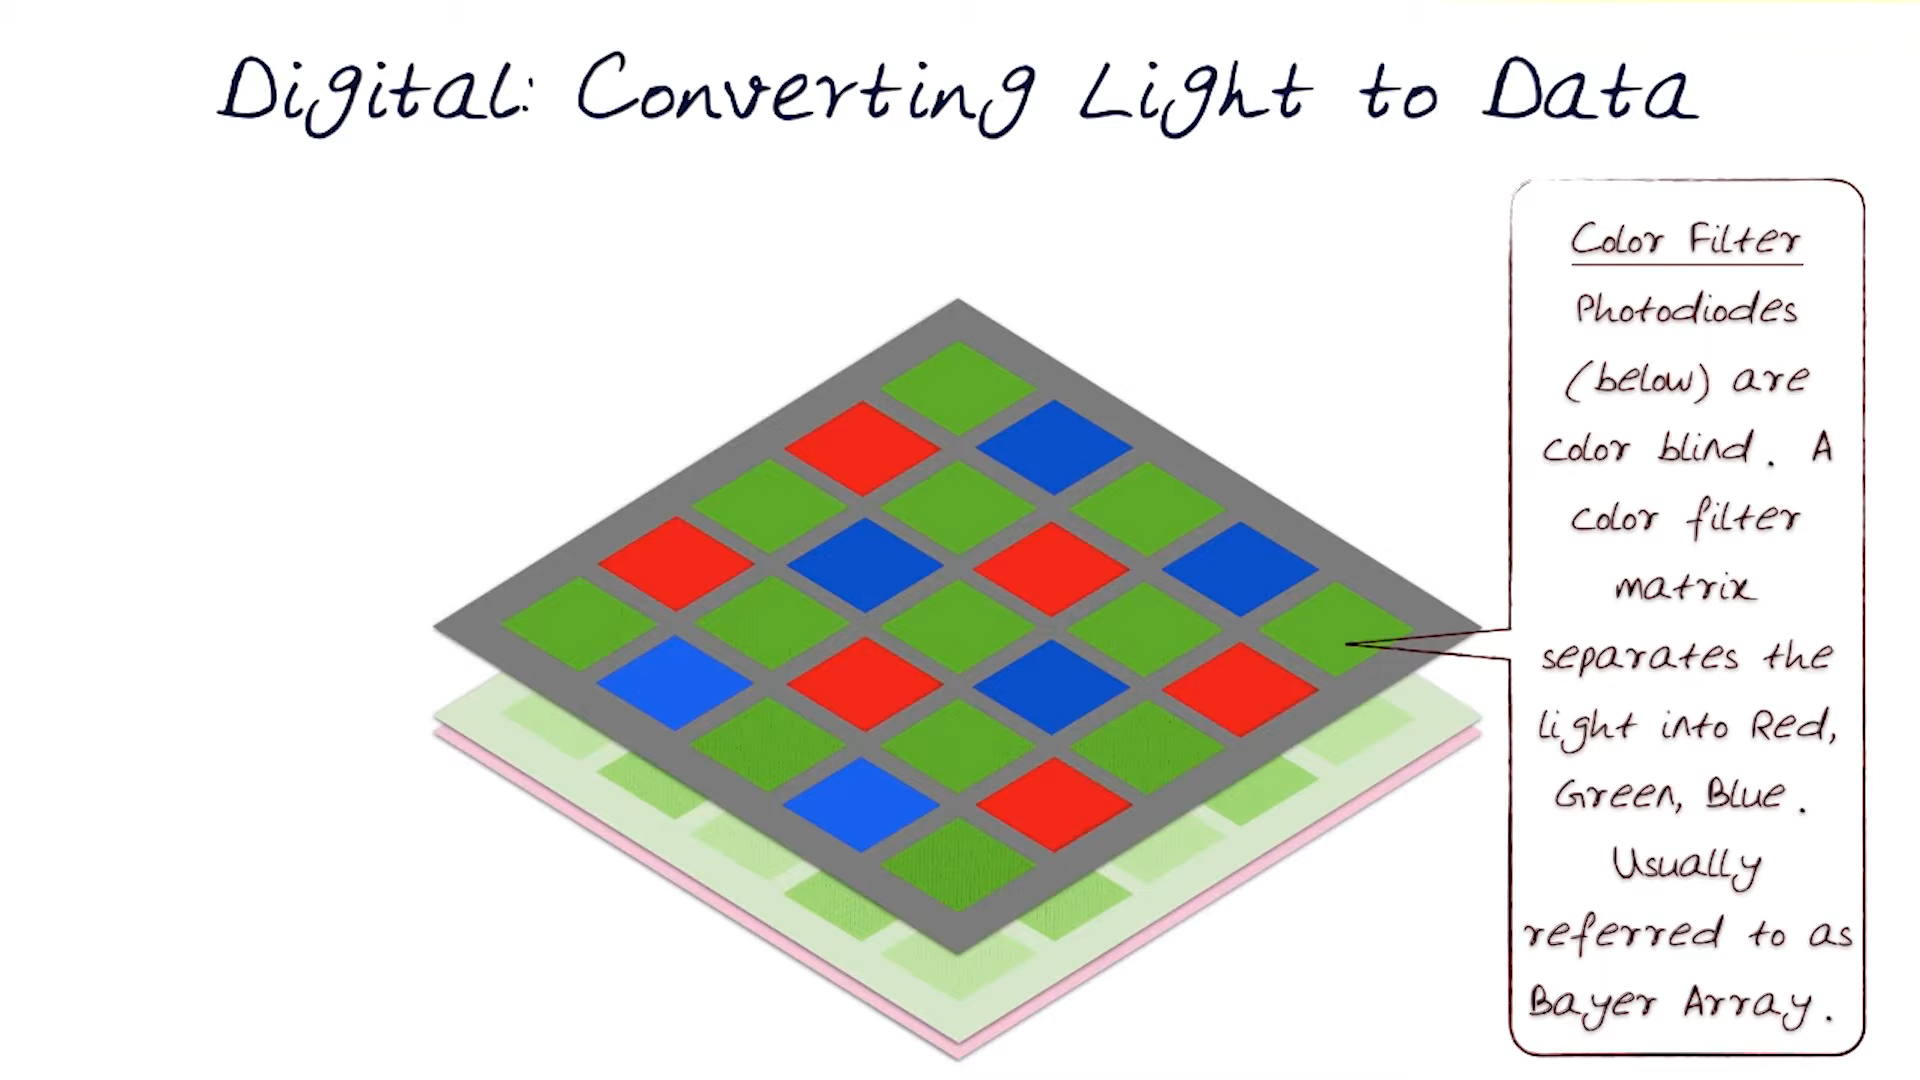 Digital: Converting Light to Data
Color Filter
Photodiodes
(below) are
color blind. A
color filter
matrix
separates the
light into Red,
Green, Blue.
Usually
referred to as
Bayer Array.